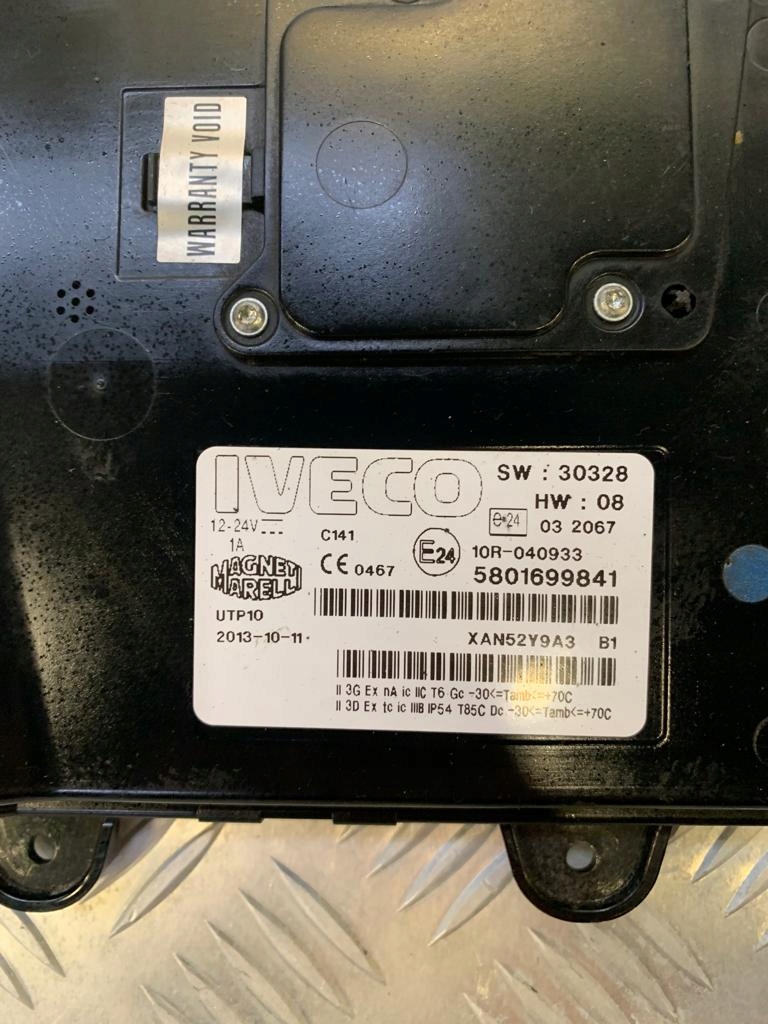 WARRANTY VOID
IVECO
SW : 30328
HW : 08
12-24V
1A
C141
24
03 2067
CE 0467
E24
10R-040933
MAGNETI
MARELLI
5801699841
UTP10
2013-10-11
XAN52Y9A3 B1
II 3G Ex nA ic IIC T6 Gc -30<=Tamb<=+70C
II 3D Ex tc ic IIIB IP54 T85C Dc -30<=Tamb<=+70C